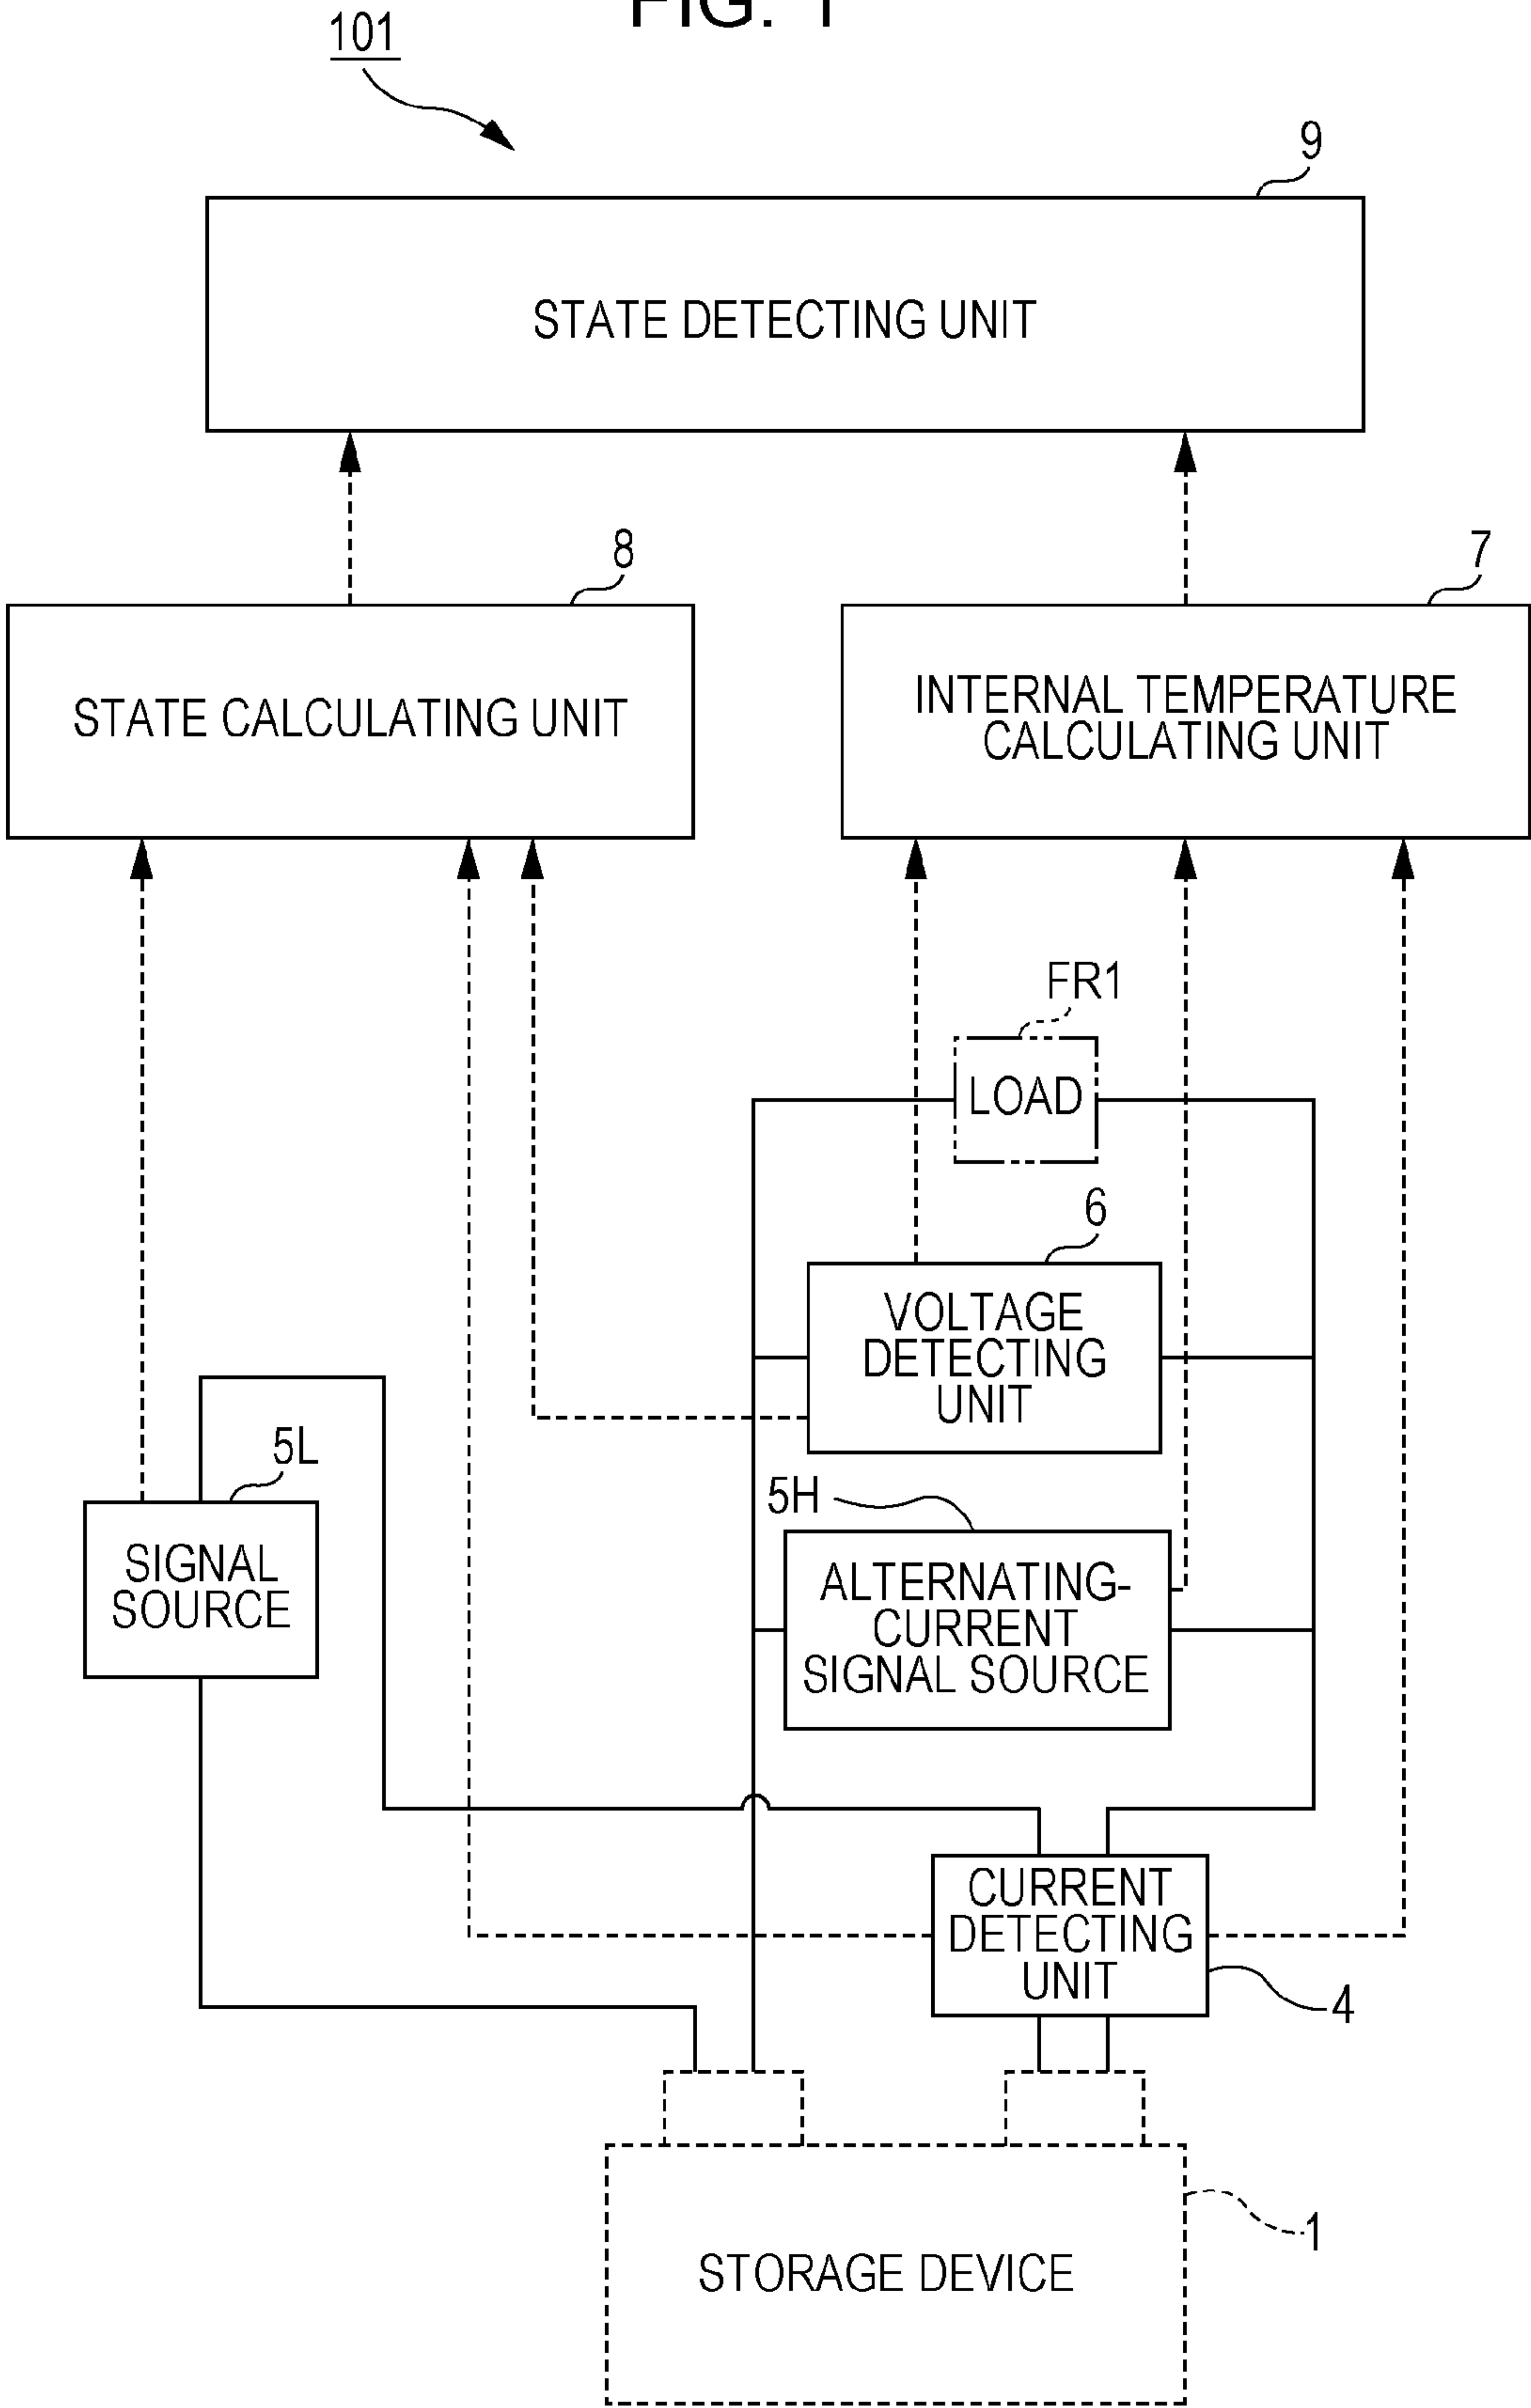 FIG. 1
101
9
STATE DETECTING UNIT
8
7
STATE CALCULATING UNIT
INTERNAL TEMPERATURE
CALCULATING UNIT
FR1
LOAD
6
VOLTAGE
DETECTING
UNIT
5L
5H
SIGNAL
SOURCE
ALTERNATING-
CURRENT
SIGNAL SOURCE
CURRENT
DETECTING
UNIT
4
1
STORAGE DEVICE